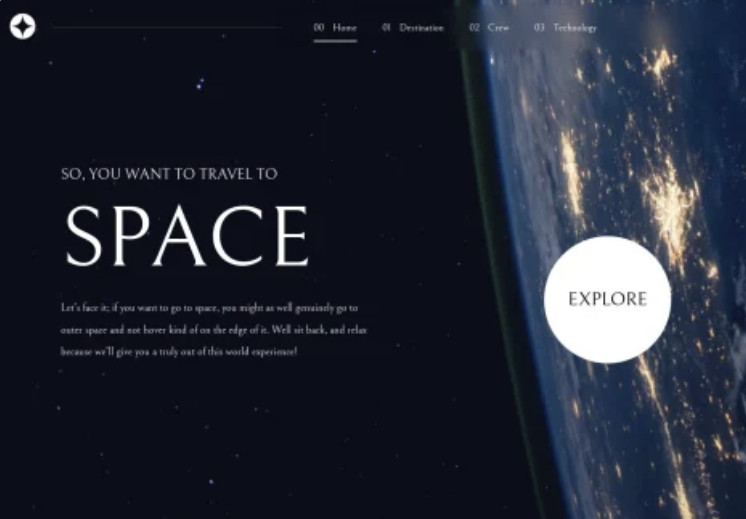 00 Home 01 Destination 02 Crew 03 Technology
SO, YOU WANT TO TRAVEL TO
SPACE
Let's face it; if you want to go to space, you might as well genuinely go to
outer space and not hover kind of on the edge of it. Well sit back, and relax
because we'll give you a truly out of this world experience!
EXPLORE